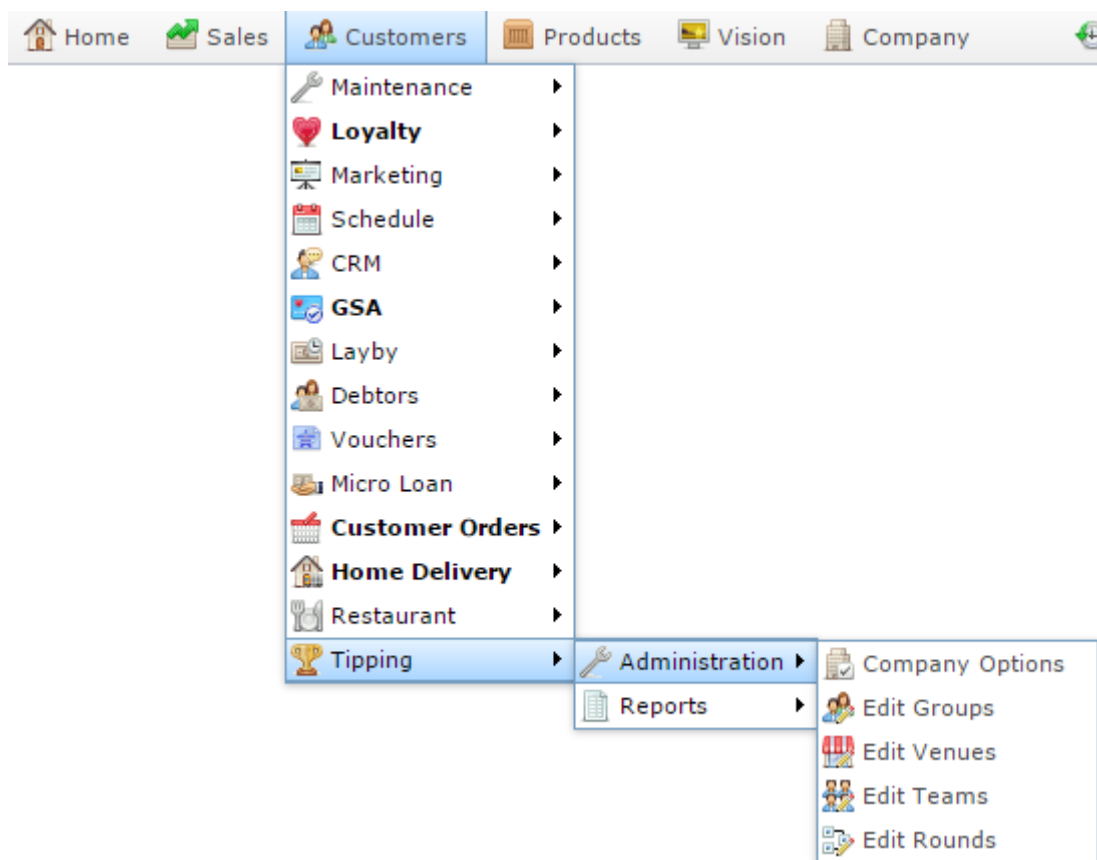 Home Sales Customers Products Vision Company
Maintenance
Loyalty
Marketing
Schedule
CRM
GSA
Layby
Debtors
Vouchers
Micro Loan
Customer Orders
Home Delivery
Restaurant
Tipping
Administration
Reports
Company Options
Edit Groups
Edit Venues
Edit Teams
Edit Rounds